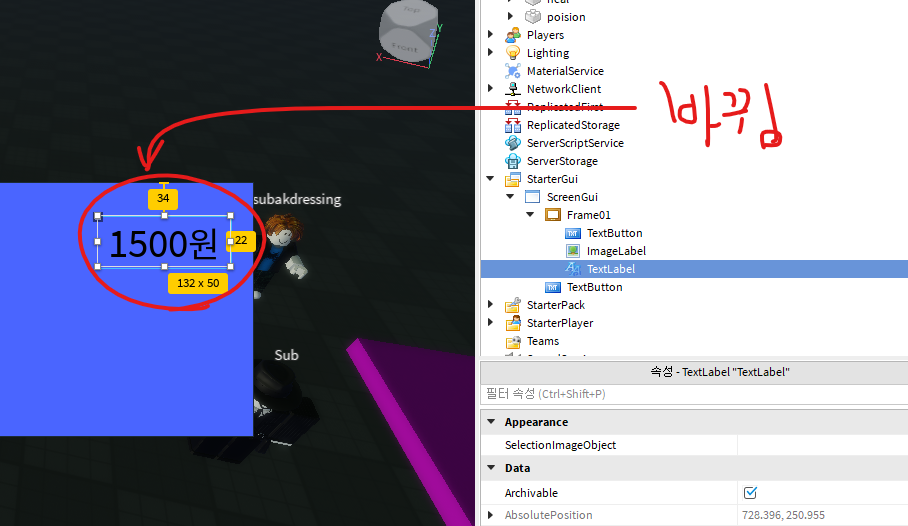 heal
poision
Players
Lighting
MaterialService
NetworkClient
ReplicatedFirst
ReplicatedStorage
ServerScriptService
ServerStorage
StarterGui
ScreenGui
Frame01
TextButton
ImageLabel
TextLabel
TextButton
StarterPack
StarterPlayer
Teams
바뀜
Front
X
Y
Z
34
subakdressing
1500원
22
132 x 50
Sub
속성 - TextLabel "TextLabel"
필터 속성 (Ctrl+Shift+P)
Appearance
SelectionImageObject
Data
Archivable
AbsolutePosition
728.396, 250.955